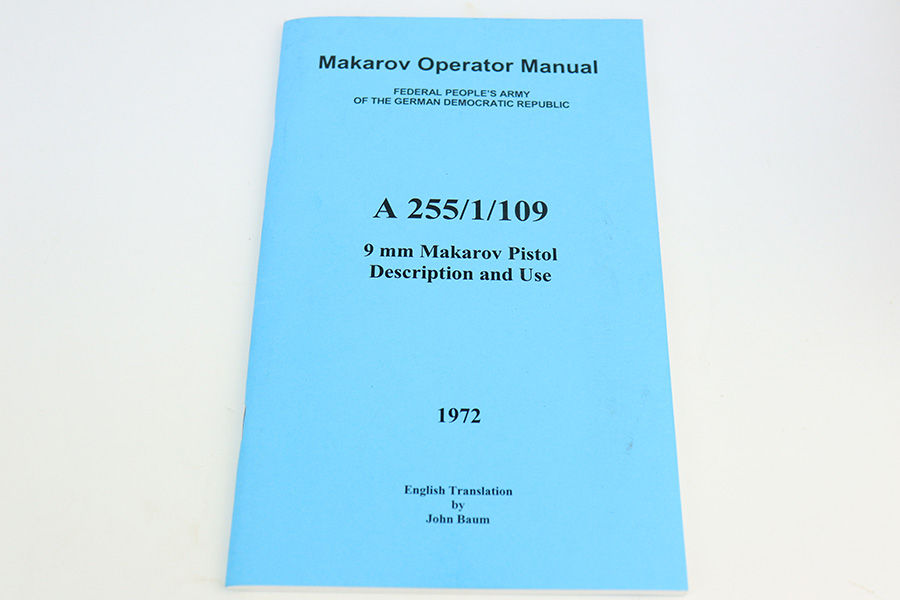 Makarov Operator Manual
FEDERAL PEOPLE'S ARMY
OF THE GERMAN DEMOCRATIC REPUBLIC
A 255/1/109
9 mm Makarov Pistol
Description and Use
1972
English Translation
by
John Baum